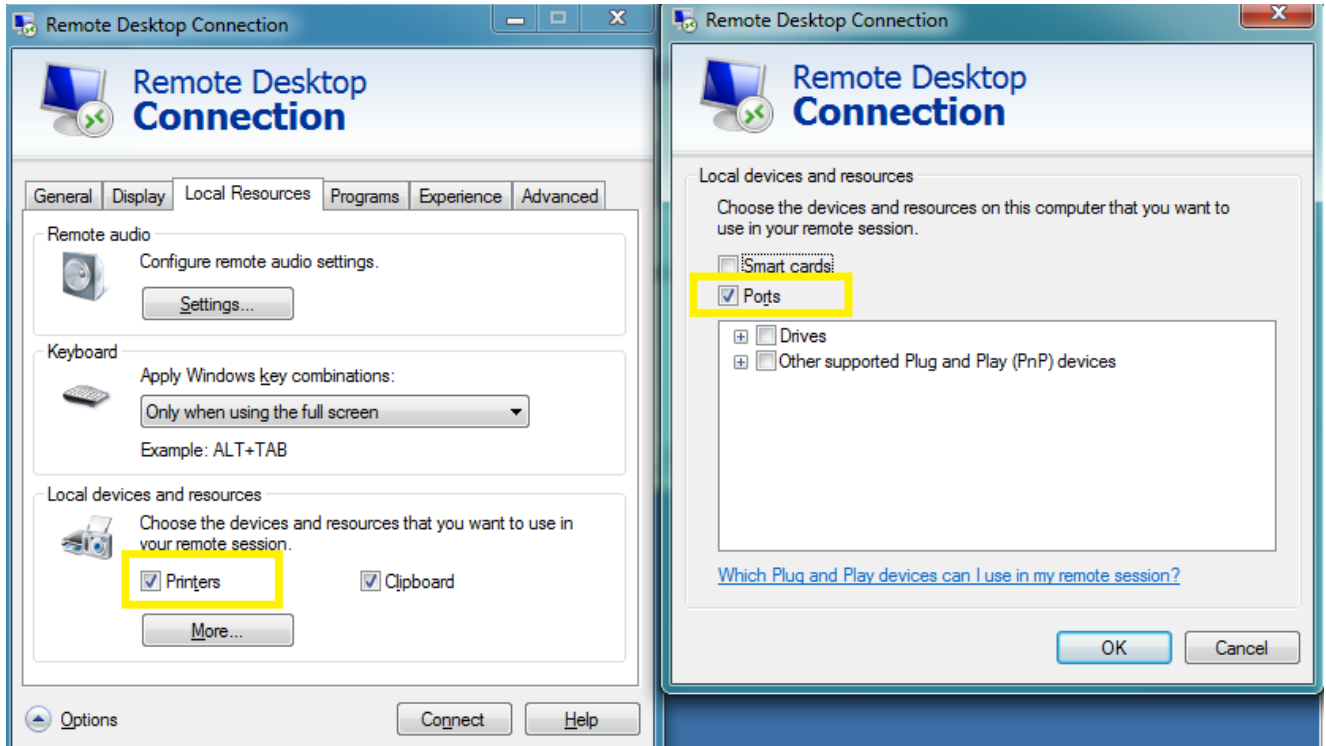 Remote Desktop Connection
Remote Desktop
Connection
General Display Local Resources Programs Experience Advanced
Remote audio
Configure remote audio settings.
Settings...
Keyboard
Apply Windows key combinations:
Only when using the full screen
Example: ALT+TAB
Local devices and resources
Choose the devices and resources that you want to use in
your remote session.
Printers Clipboard
More...
Options Connect Help
Remote Desktop Connection
Remote Desktop
Connection
Local devices and resources
Choose the devices and resources on this computer that you want to
use in your remote session.
Smart cards
Ports
Drives
Other supported Plug and Play (PnP) devices
Which Plug and Play devices can I use in my remote session?
OK Cancel